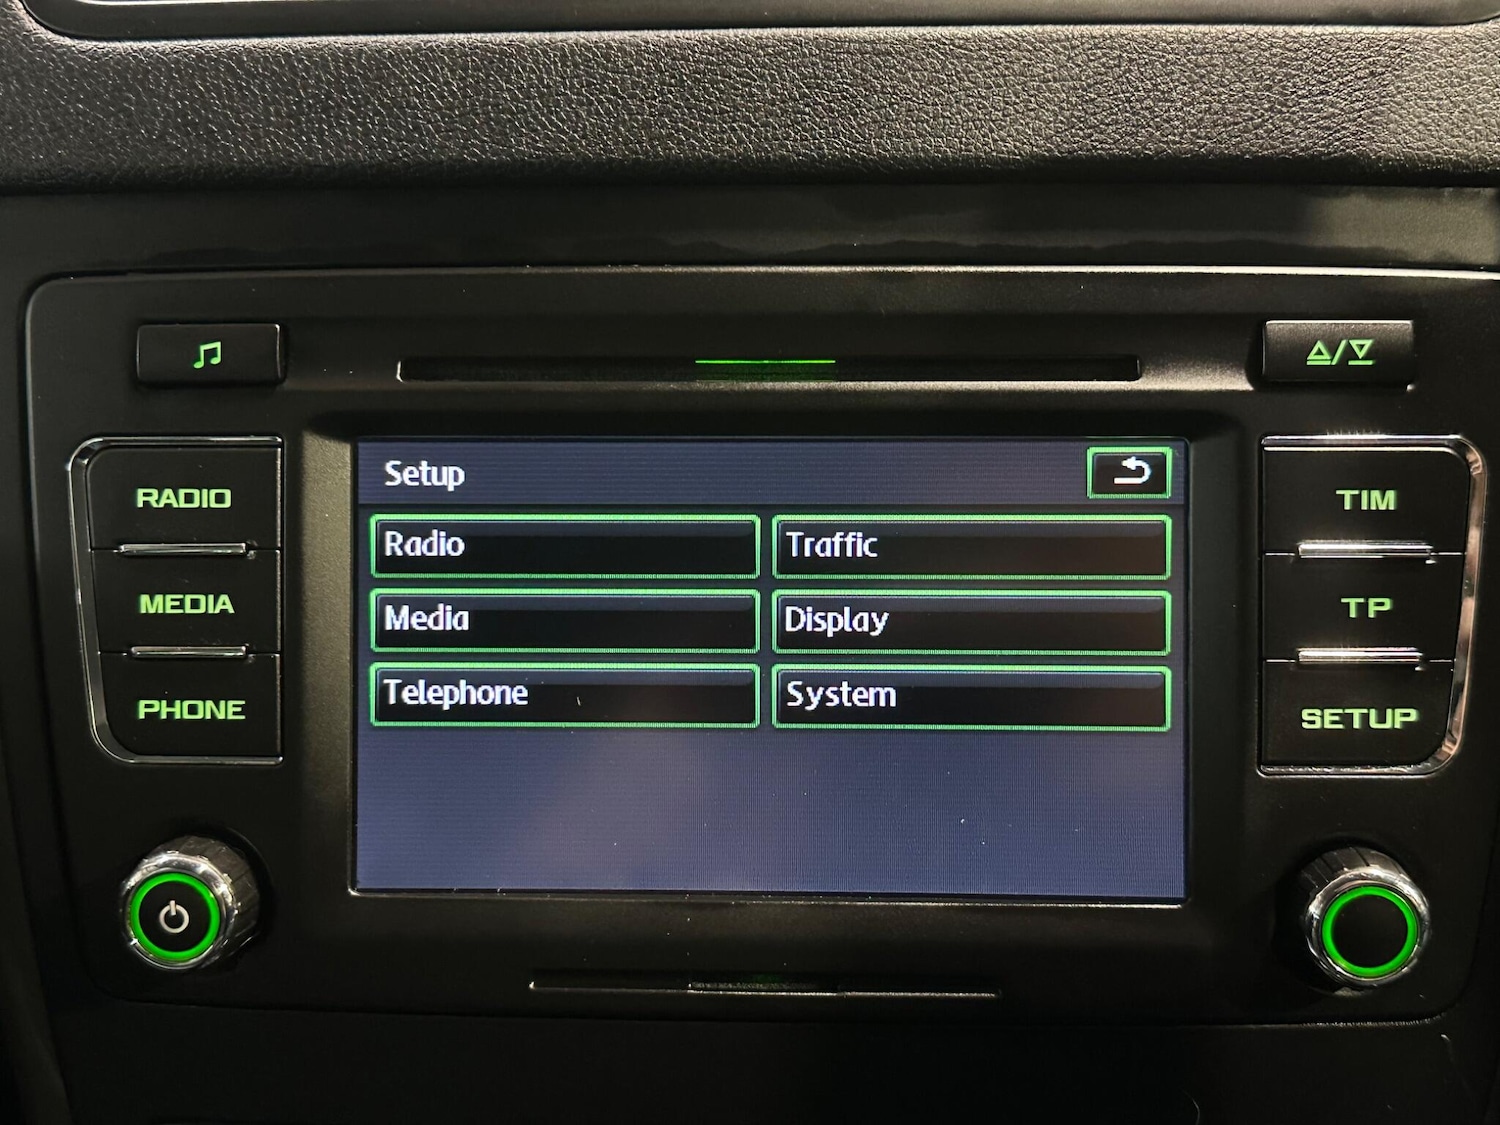 Setup
RADIO
Radio
Traffic
TIM
MEDIA
Media
Display
TP
PHONE
Telephone
System
SETUP